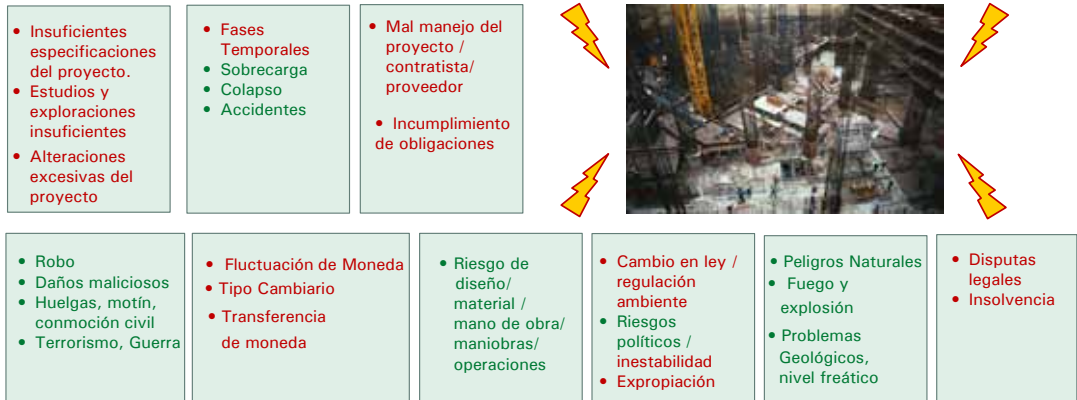 • Insuficientes
especificaciones
del proyecto.
• Estudios y
exploraciones
insuficientes
• Alteraciones
excesivas del
proyecto
• Fases
Temporales
• Sobrecarga
• Colapso
• Accidentes
• Mal manejo del
proyecto /
contratista/
proveedor
• Incumplimiento
de obligaciones
• Robo
• Daños maliciosos
• Huelgas, motín,
conmoción civil
• Terrorismo, Guerra
• Fluctuación de Moneda
• Tipo Cambiario
• Transferencia
de moneda
• Riesgo de
diseño/
material /
mano de obra/
maniobras/
operaciones
• Cambio en ley /
regulación
ambiente
• Riesgos
políticos /
inestabilidad
• Expropiación
• Peligros Naturales
• Fuego y
explosión
• Problemas
Geológicos,
nivel freático
• Disputas
legales
• Insolvencia